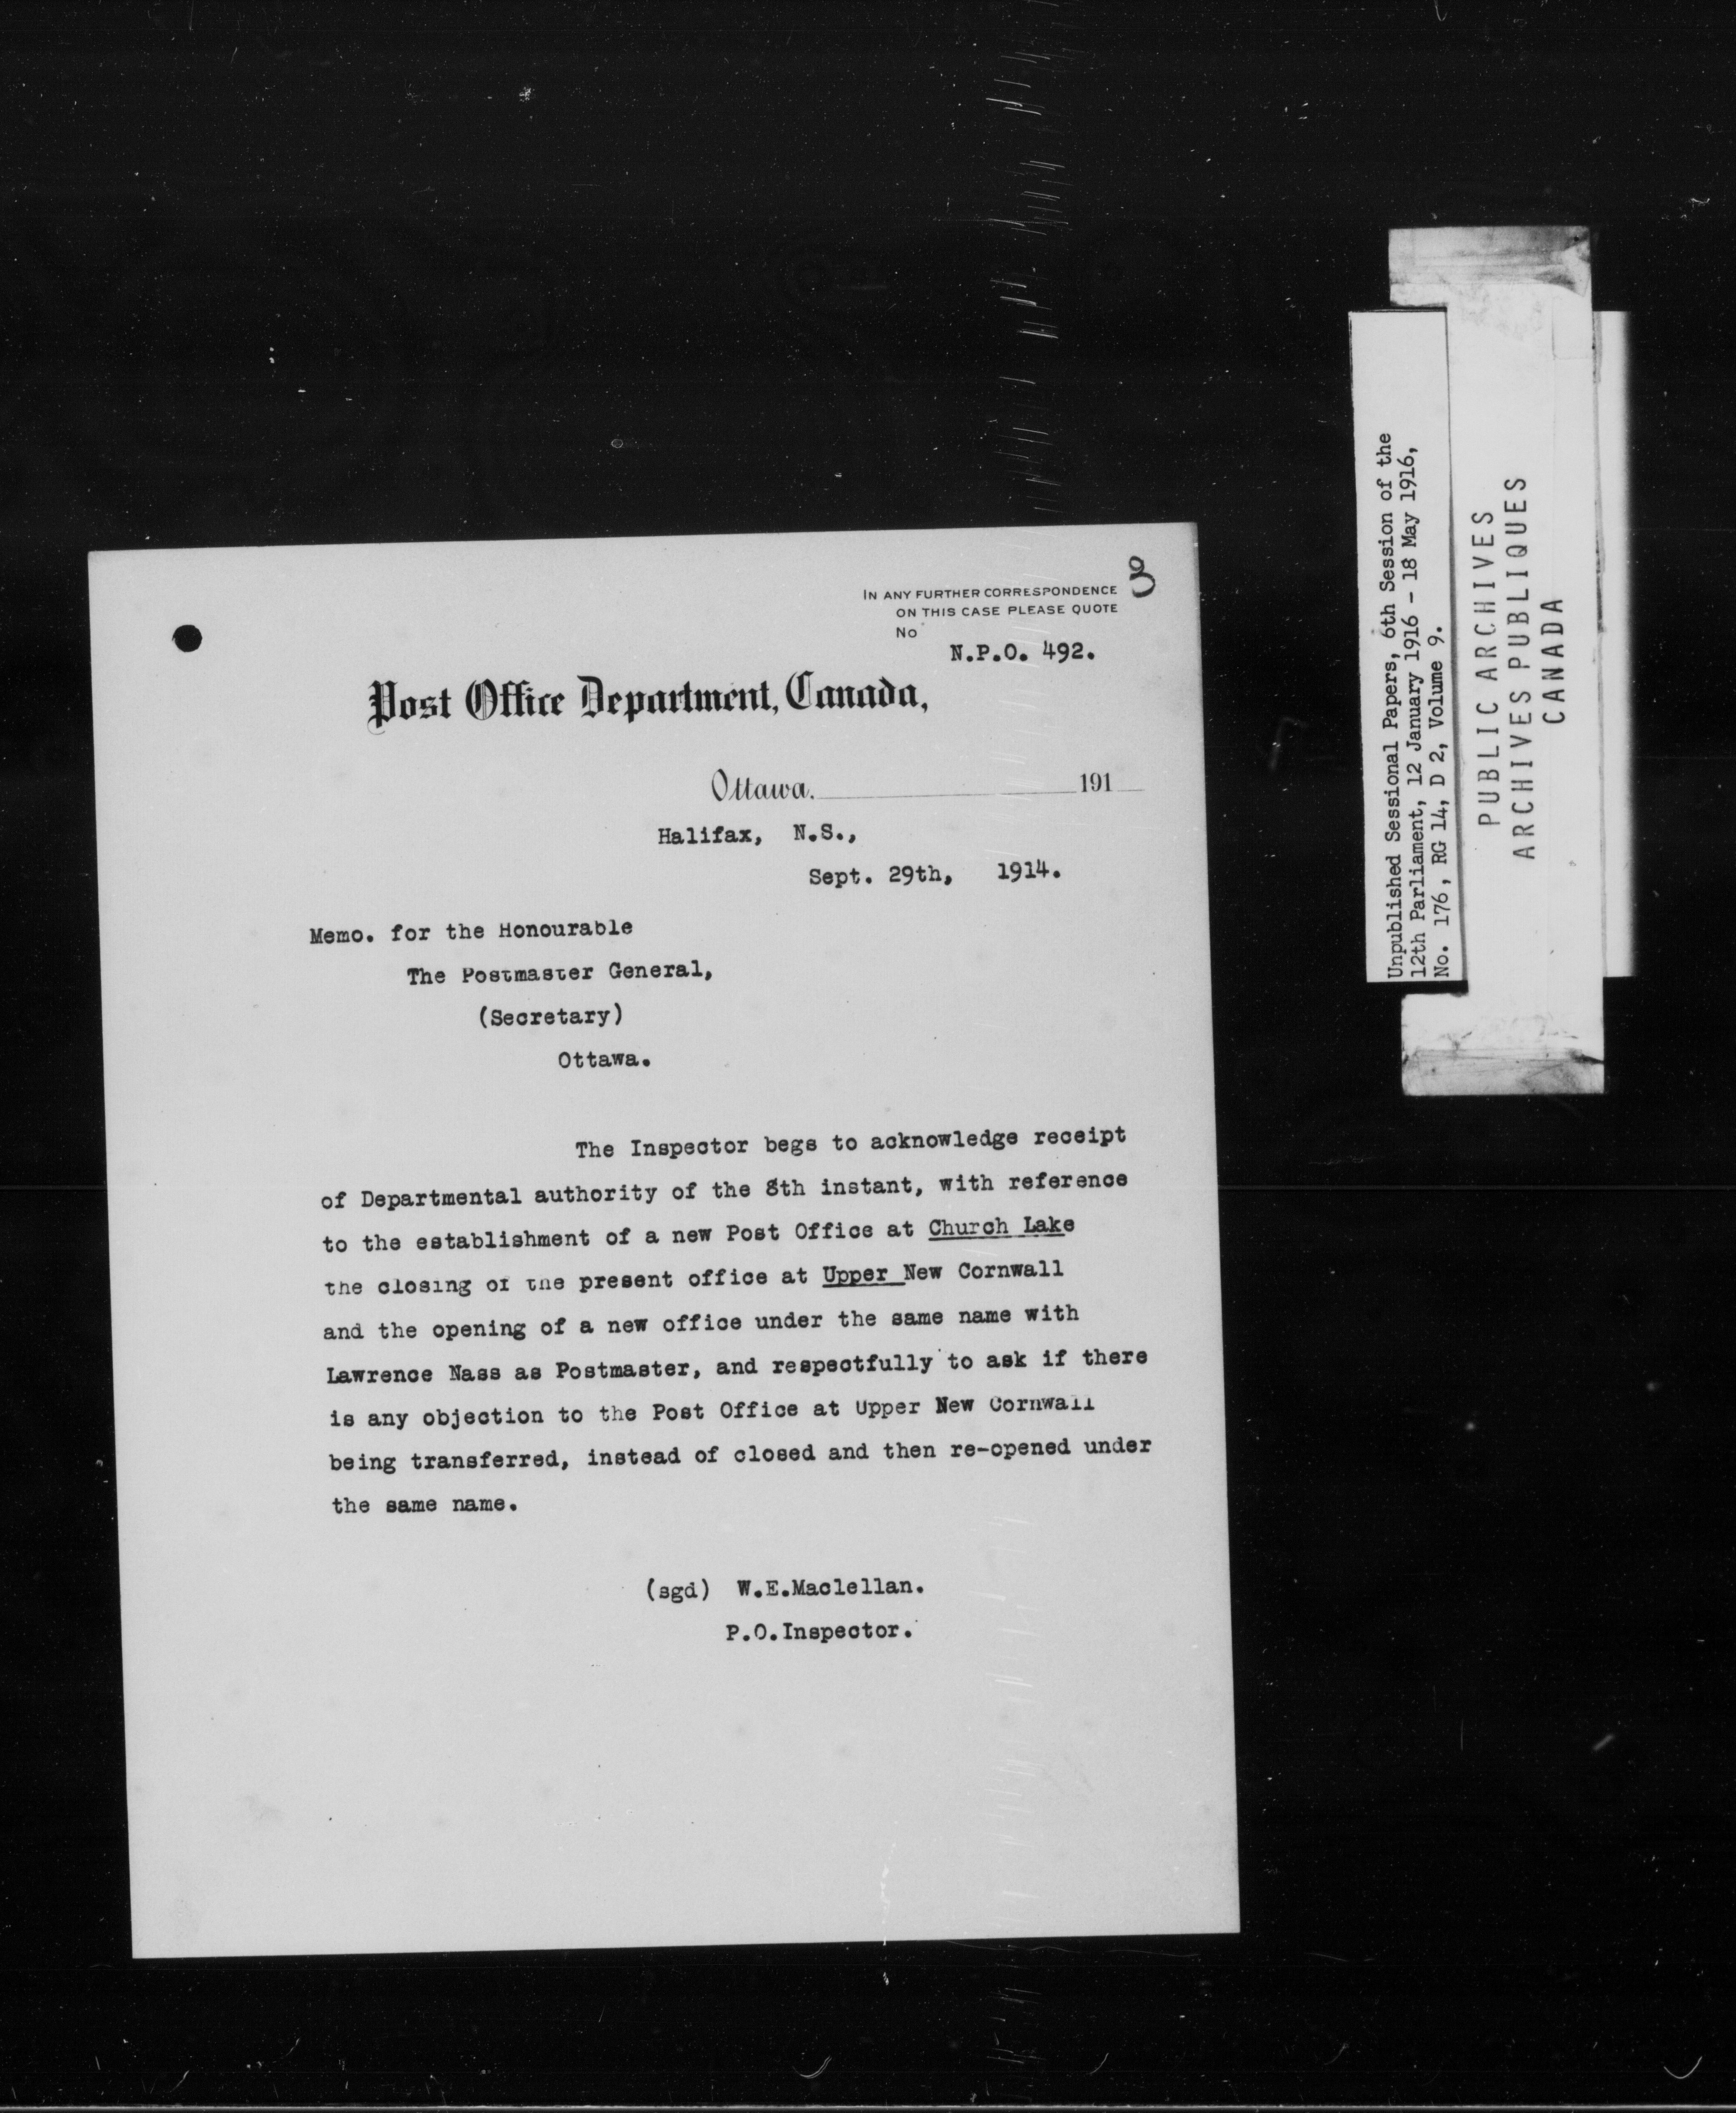 3
IN ANY FURTHER CORRESPONDENCE
ON THIS CASE PLEASE QUOTE
No
N.P.O. 492.
Post Office Department, Canada,
Ottawa. 191
Halifax, N.S.,
Sept. 29th, 1914.
Memo. for the Honourable
The Postmaster General,
(Secretary)
Ottawa.
The Inspector begs to acknowledge receipt
of Departmental authority of the 8th instant, with reference
to the establishment of a new Post Office at Church Lake
the closing of the present office at Upper New Cornwall
and the opening of a new office under the same name with
Lawrence Nass as Postmaster, and respectfully to ask if there
is any objection to the Post Office at Upper New Cornwall
being transferred, instead of closed and then re-opened under
the same name.
(sgd) W.E.Maclellan.
P.O.Inspector.
Unpublished Sessional Papers, 6th Session of the
12th Parliament, 12 January 1916 - 18 May 1916,
No. 176, RG 14, D 2, Volume 9.
PUBLIC ARCHIVES
ARCHIVES PUBLIQUES
CANADA